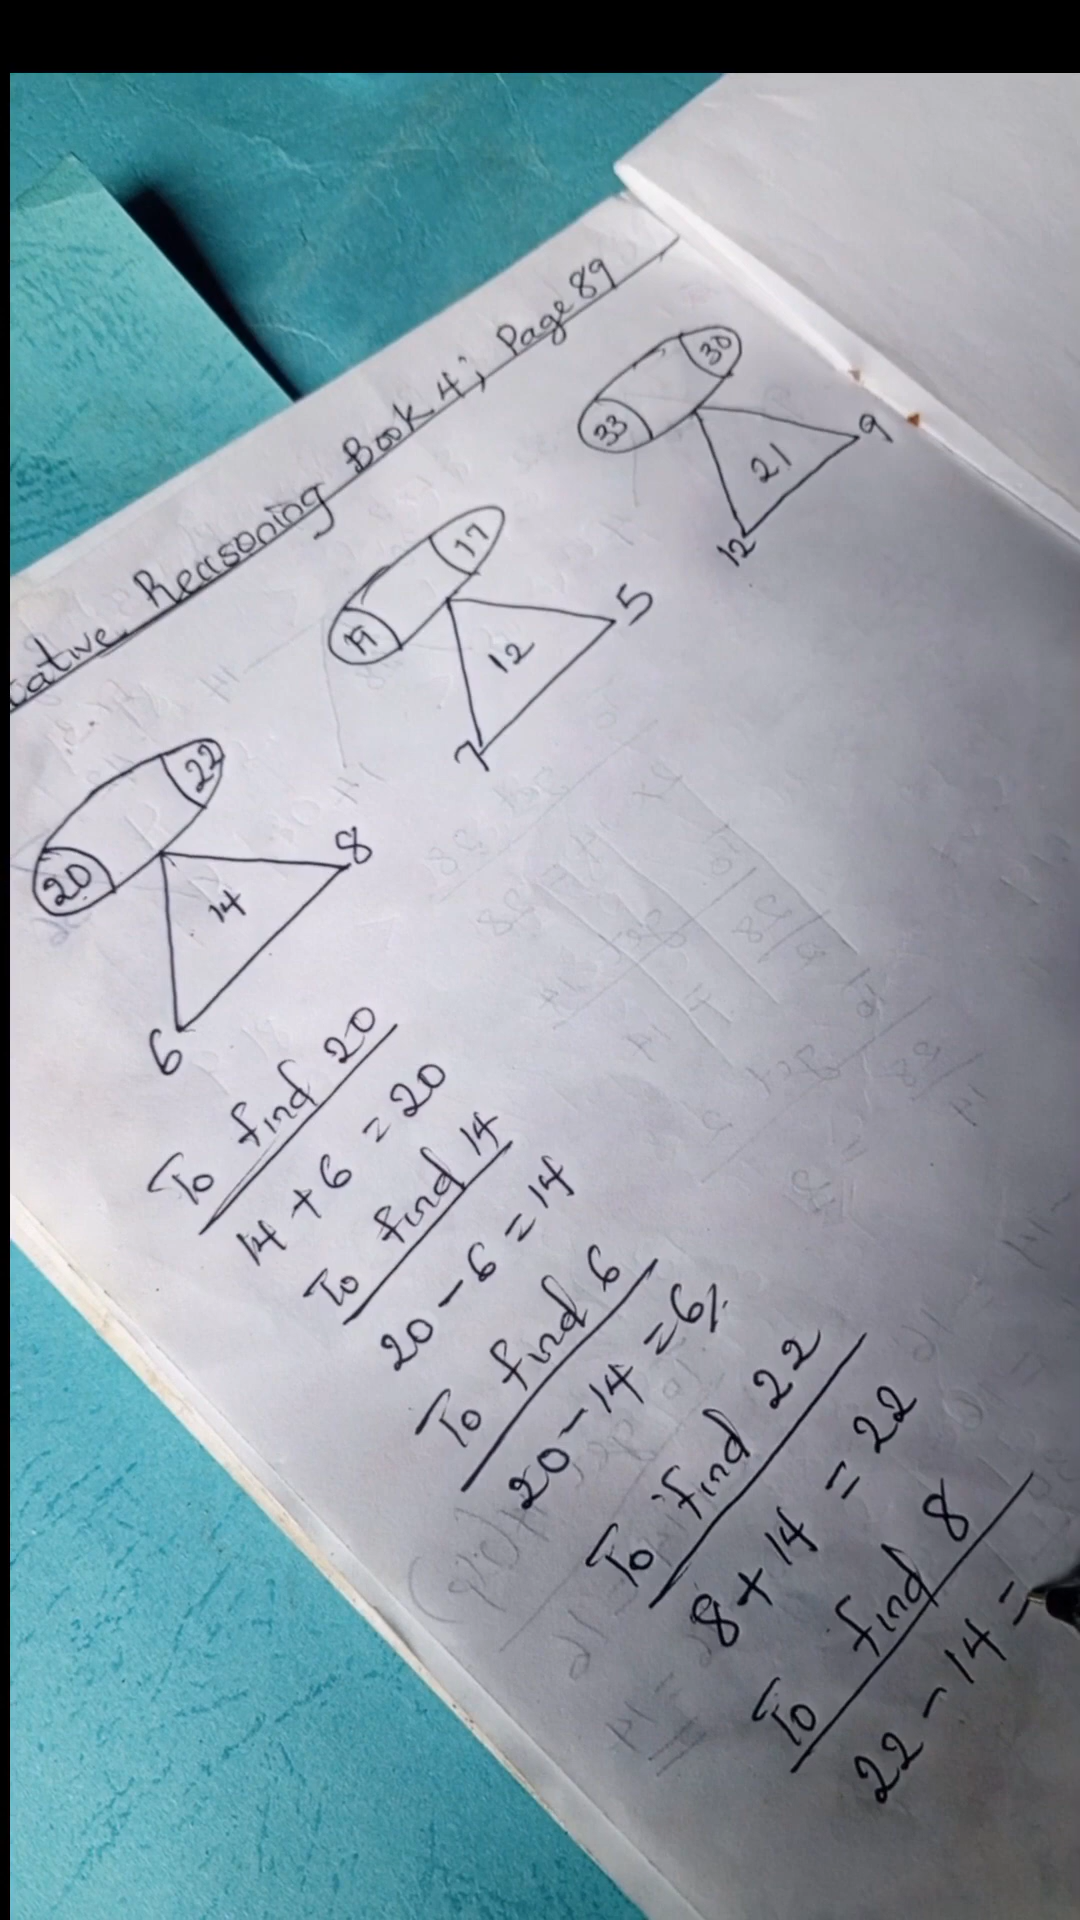 Reasoning Book 4; Page 89
20 22
14
6 8
19 17
12
7 5
33 30
21
12 9
To find 20
14 + 6 = 20
To find 14
20 - 6 = 14
To find 6
20 - 14 = 6
To find 22
8 + 14 = 22
To find 8
22 - 14 =